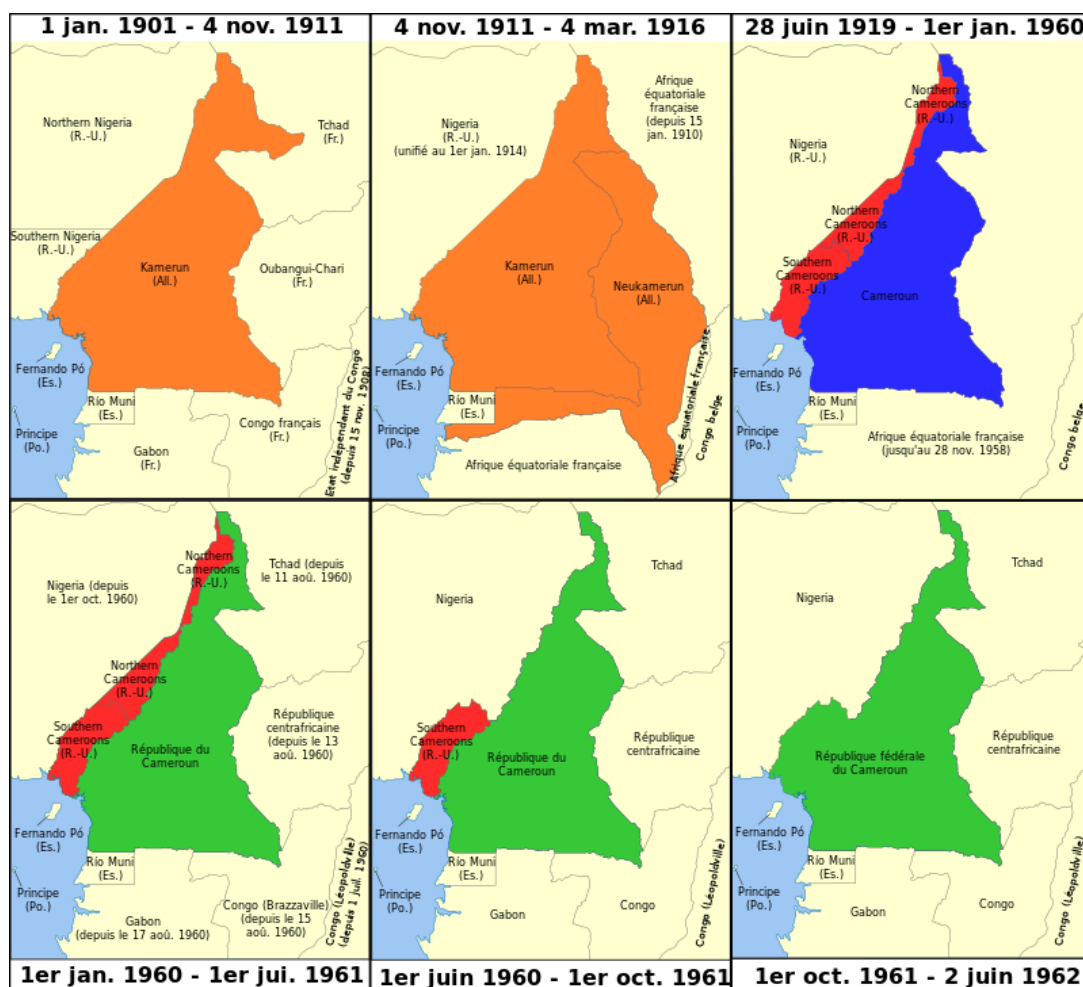 1 jan. 1901 - 4 nov. 1911
Northern Nigeria
(R.-U.)
Tchad
(Fr.)
Southern Nigeria
(R.-U.)
Kamerun
(All.)
Oubangui-Chari
(Fr.)
Fernando Pó
(Es.)
Río Muni
(Es.)
Principe
(Po.)
Gabon
(Fr.)
Congo français
(Fr.)
Etat indépendant du Congo
(depuis 15 nov. 1908)
4 nov. 1911 - 4 mar. 1916
Nigeria
(R.-U.)
(unifié au 1er jan. 1914)
Afrique
équatoriale
française
(depuis 15
jan. 1910)
Kamerun
(All.)
Neukamerun
(All.)
Fernando Pó
(Es.)
Río Muni
(Es.)
Principe
(Po.)
Afrique équatoriale française
Afrique équatoriale française
Congo belge
28 juin 1919 - 1er jan. 1960
Northern
Cameroons
(R.-U.)
Nigeria
(R.-U.)
Northern
Cameroons
(R.-U.)
Southern
Cameroons
(R.-U.)
Cameroun
Fernando Pó
(Es.)
Río Muni
(Es.)
Principe
(Po.)
Afrique équatoriale française
(jusqu'au 28 nov. 1958)
Congo belge
Northern
Cameroons
(R.-U.)
Nigeria (depuis
le 1er oct. 1960)
Tchad (depuis
le 11 aoû. 1960)
Northern
Cameroons
(R.-U.)
Southern
Cameroons
(R.-U.)
République du
Cameroun
République
centrafricaine
(depuis le 13
aoû. 1960)
Fernando Pó
(Es.)
Río Muni
(Es.)
Principe
(Po.)
Gabon
(depuis le 17 aoû. 1960)
Congo (Brazzaville)
(depuis le 15
aoû. 1960)
Congo (Léopoldville)
(depuis 1 juil. 1960)
1er jan. 1960 - 1er jui. 1961
Nigeria
Tchad
Southern
Cameroons
(R.-U.)
République du
Cameroun
République
centrafricaine
Fernando Pó
(Es.)
Río Muni
(Es.)
Principe
(Po.)
Gabon
Congo
Congo (Léopoldville)
1er juin 1960 - 1er oct. 1961
Nigeria
Tchad
République fédérale
du Cameroun
République
centrafricaine
Fernando Pó
(Es.)
Río Muni
(Es.)
Principe
(Po.)
Gabon
Congo
Congo (Léopoldville)
1er oct. 1961 - 2 juin 1962